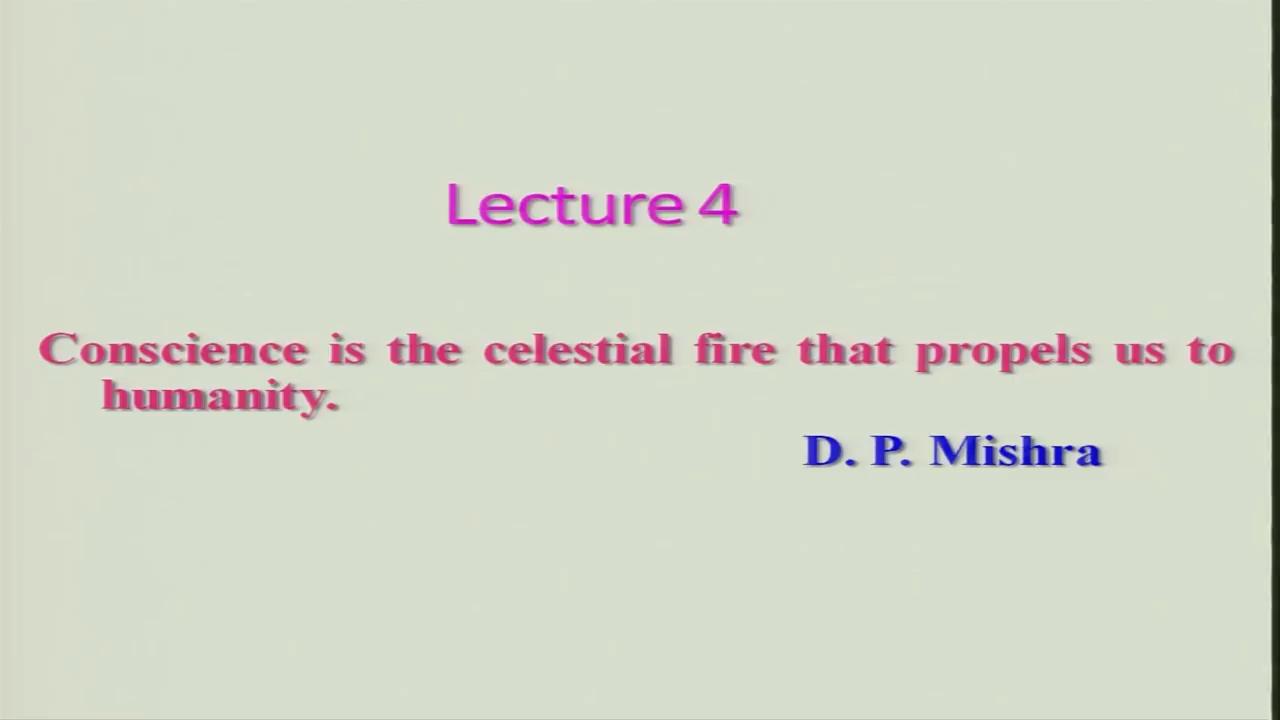 Lecture 4
Conscience is the celestial fire that propels us to
humanity.
D. P. Mishra